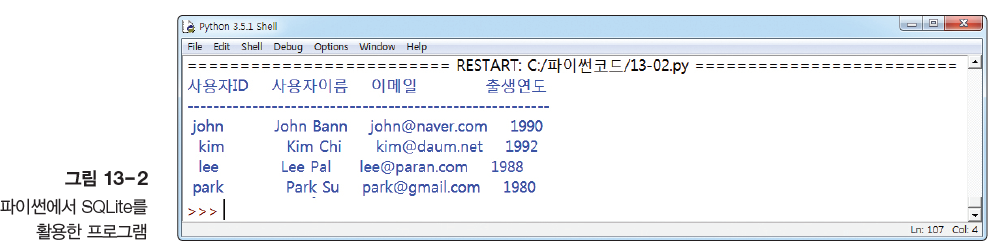 Python 3.5.1 Shell
File Edit Shell Debug Options Window Help
========================= RESTART: C:/파이썬코드/13-02.py =========================
사용자ID 사용자이름 이메일 출생연도
-------------------------------------------------------
john John Bann john@naver.com 1990
kim Kim Chi kim@daum.net 1992
lee Lee Pal lee@paran.com 1988
park Park Su park@gmail.com 1980
>>>
Ln: 107 Col: 4
그림 13-2
파이썬에서 SQLite를
활용한 프로그램